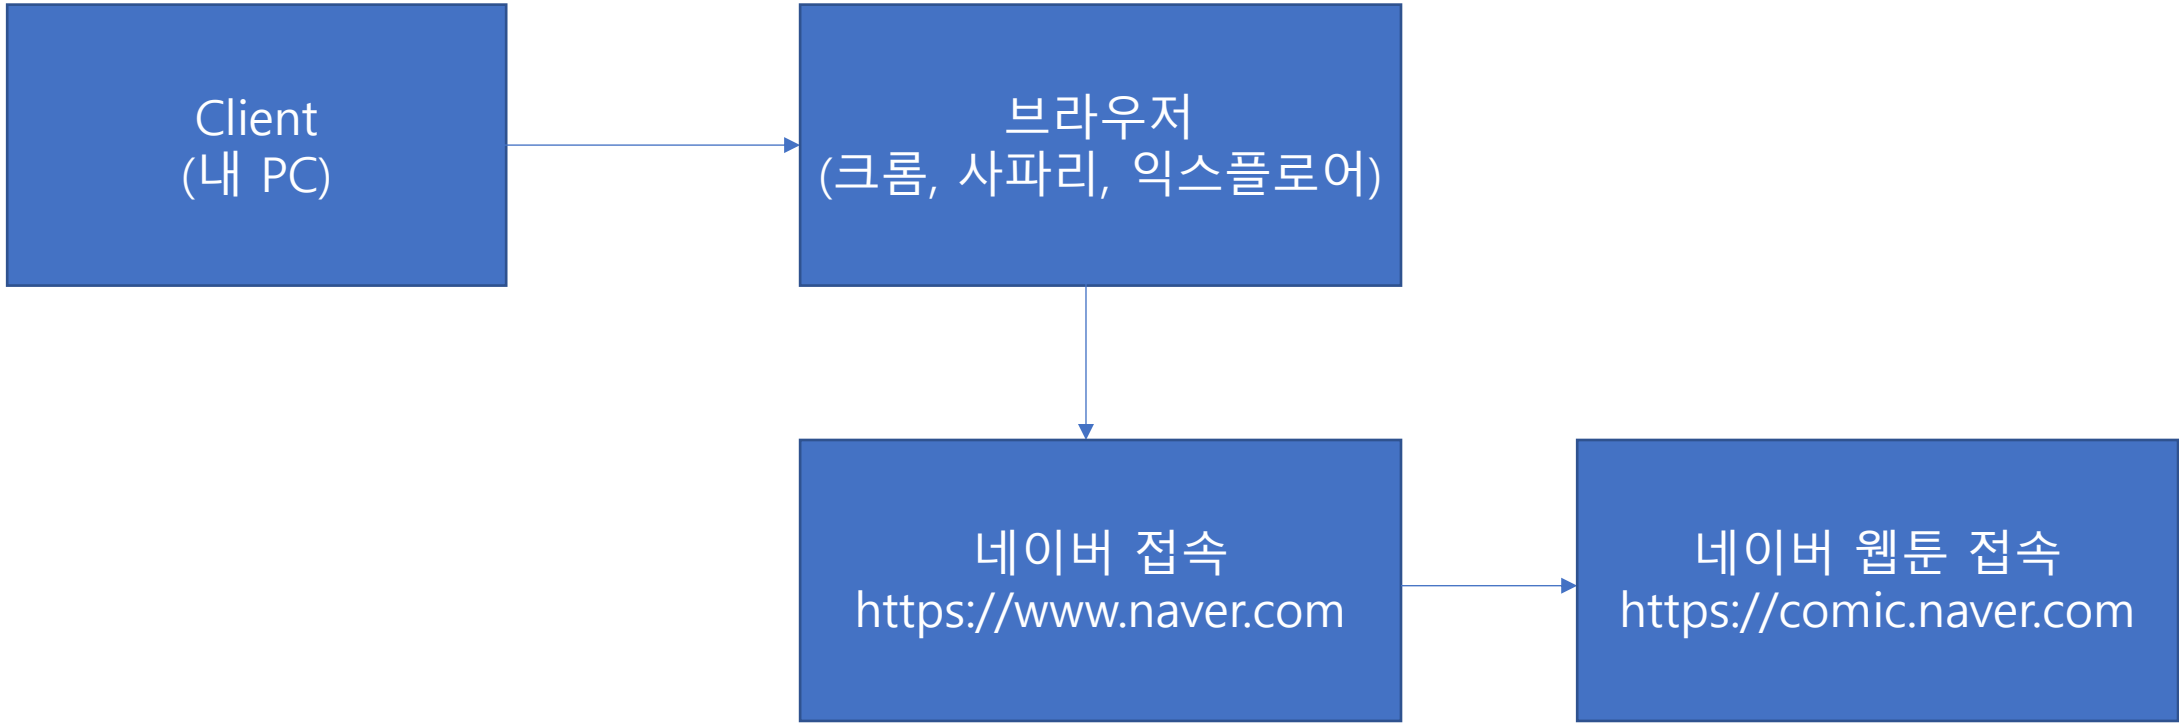 Client
(내 PC)
브라우저
(크롬, 사파리, 익스플로어)
네이버 접속
https://www.naver.com
네이버 웹툰 접속
https://comic.naver.com